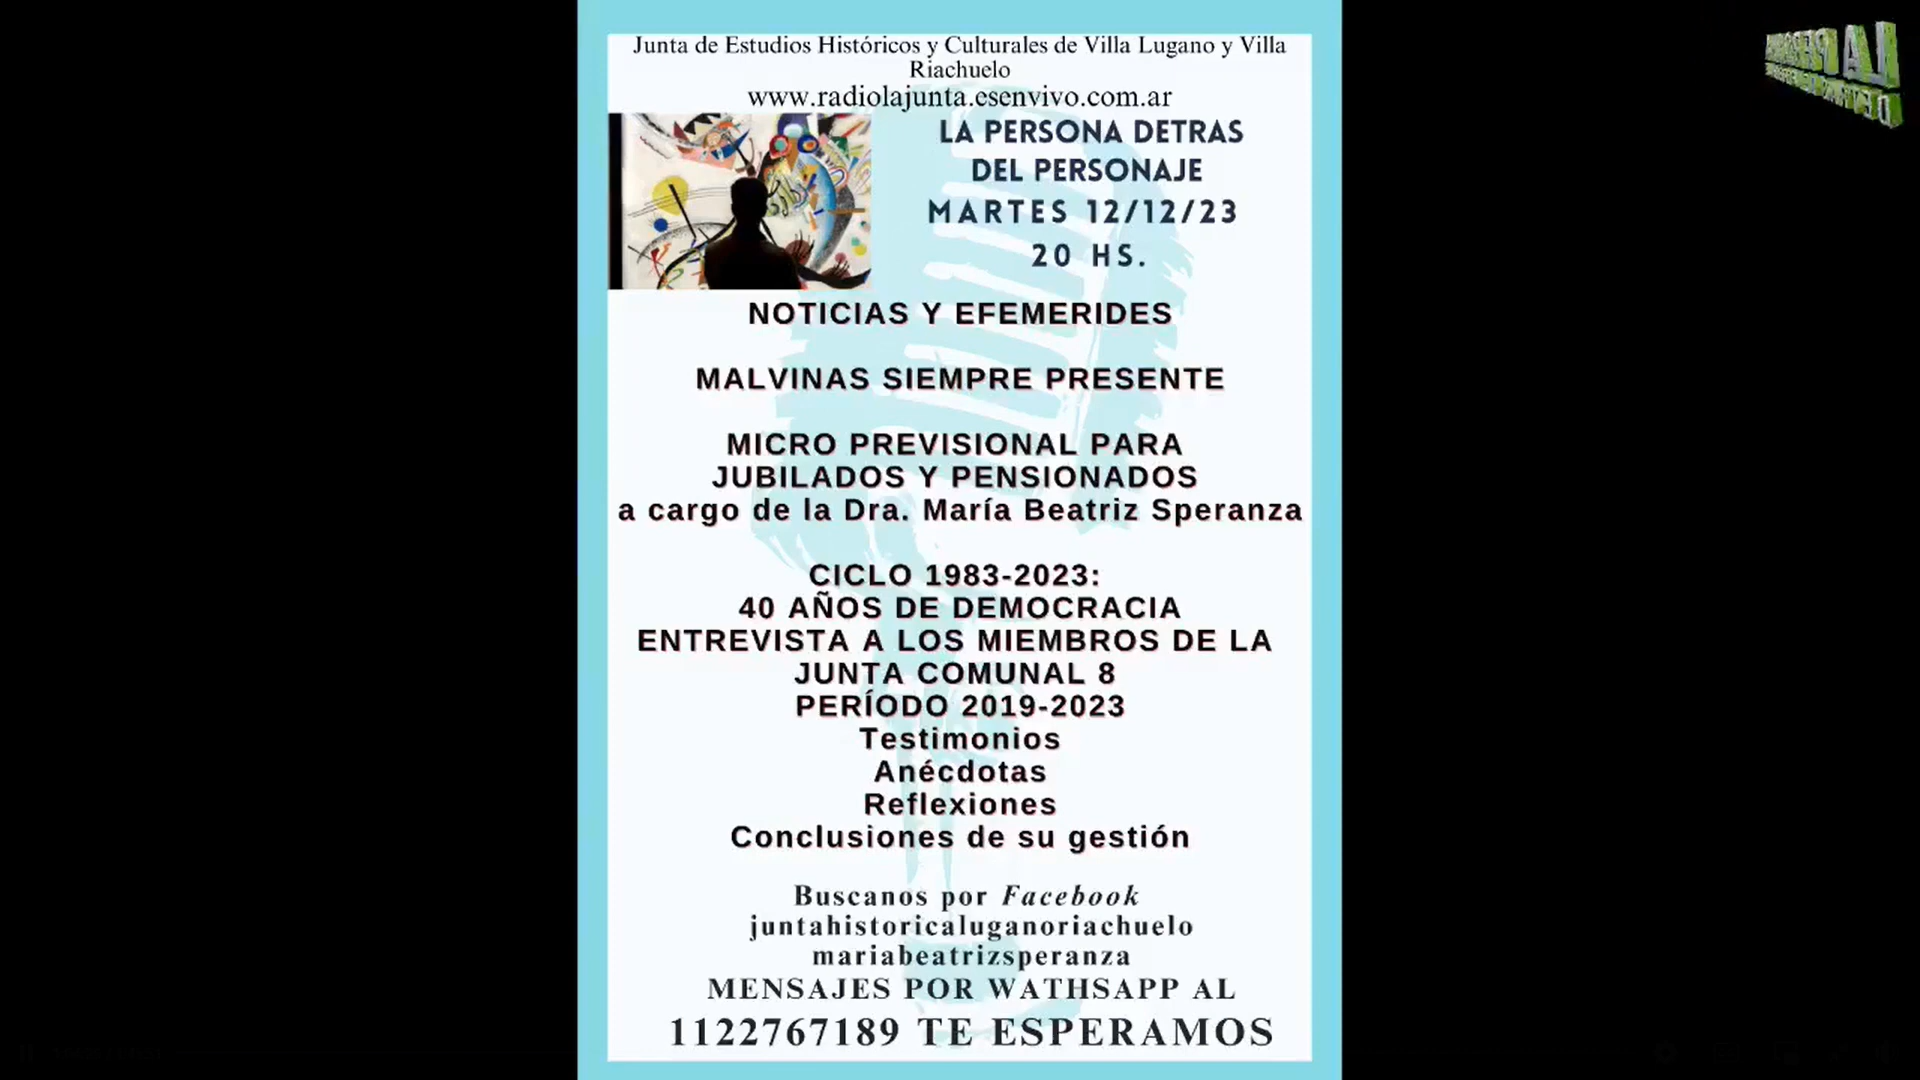 Junta de Estudios Históricos y Culturales de Villa Lugano y Villa
Riachuelo
www.radiolajunta.esenvivo.com.ar
LA PERSONA DETRAS
DEL PERSONAJE
MARTES 12/12/23
20 HS.
NOTICIAS Y EFEMERIDES
MALVINAS SIEMPRE PRESENTE
MICRO PREVISIONAL PARA
JUBILADOS Y PENSIONADOS
a cargo de la Dra. María Beatriz Speranza
CICLO 1983-2023:
40 AÑOS DE DEMOCRACIA
ENTREVISTA A LOS MIEMBROS DE LA
JUNTA COMUNAL 8
PERÍODO 2019-2023
Testimonios
Anécdotas
Reflexiones
Conclusiones de su gestión
Buscanos por Facebook
juntahistoricaluganoriachuelo
mariabeatrizsperanza
MENSAJES POR WATHSAPP AL
1122767189 TE ESPERAMOS